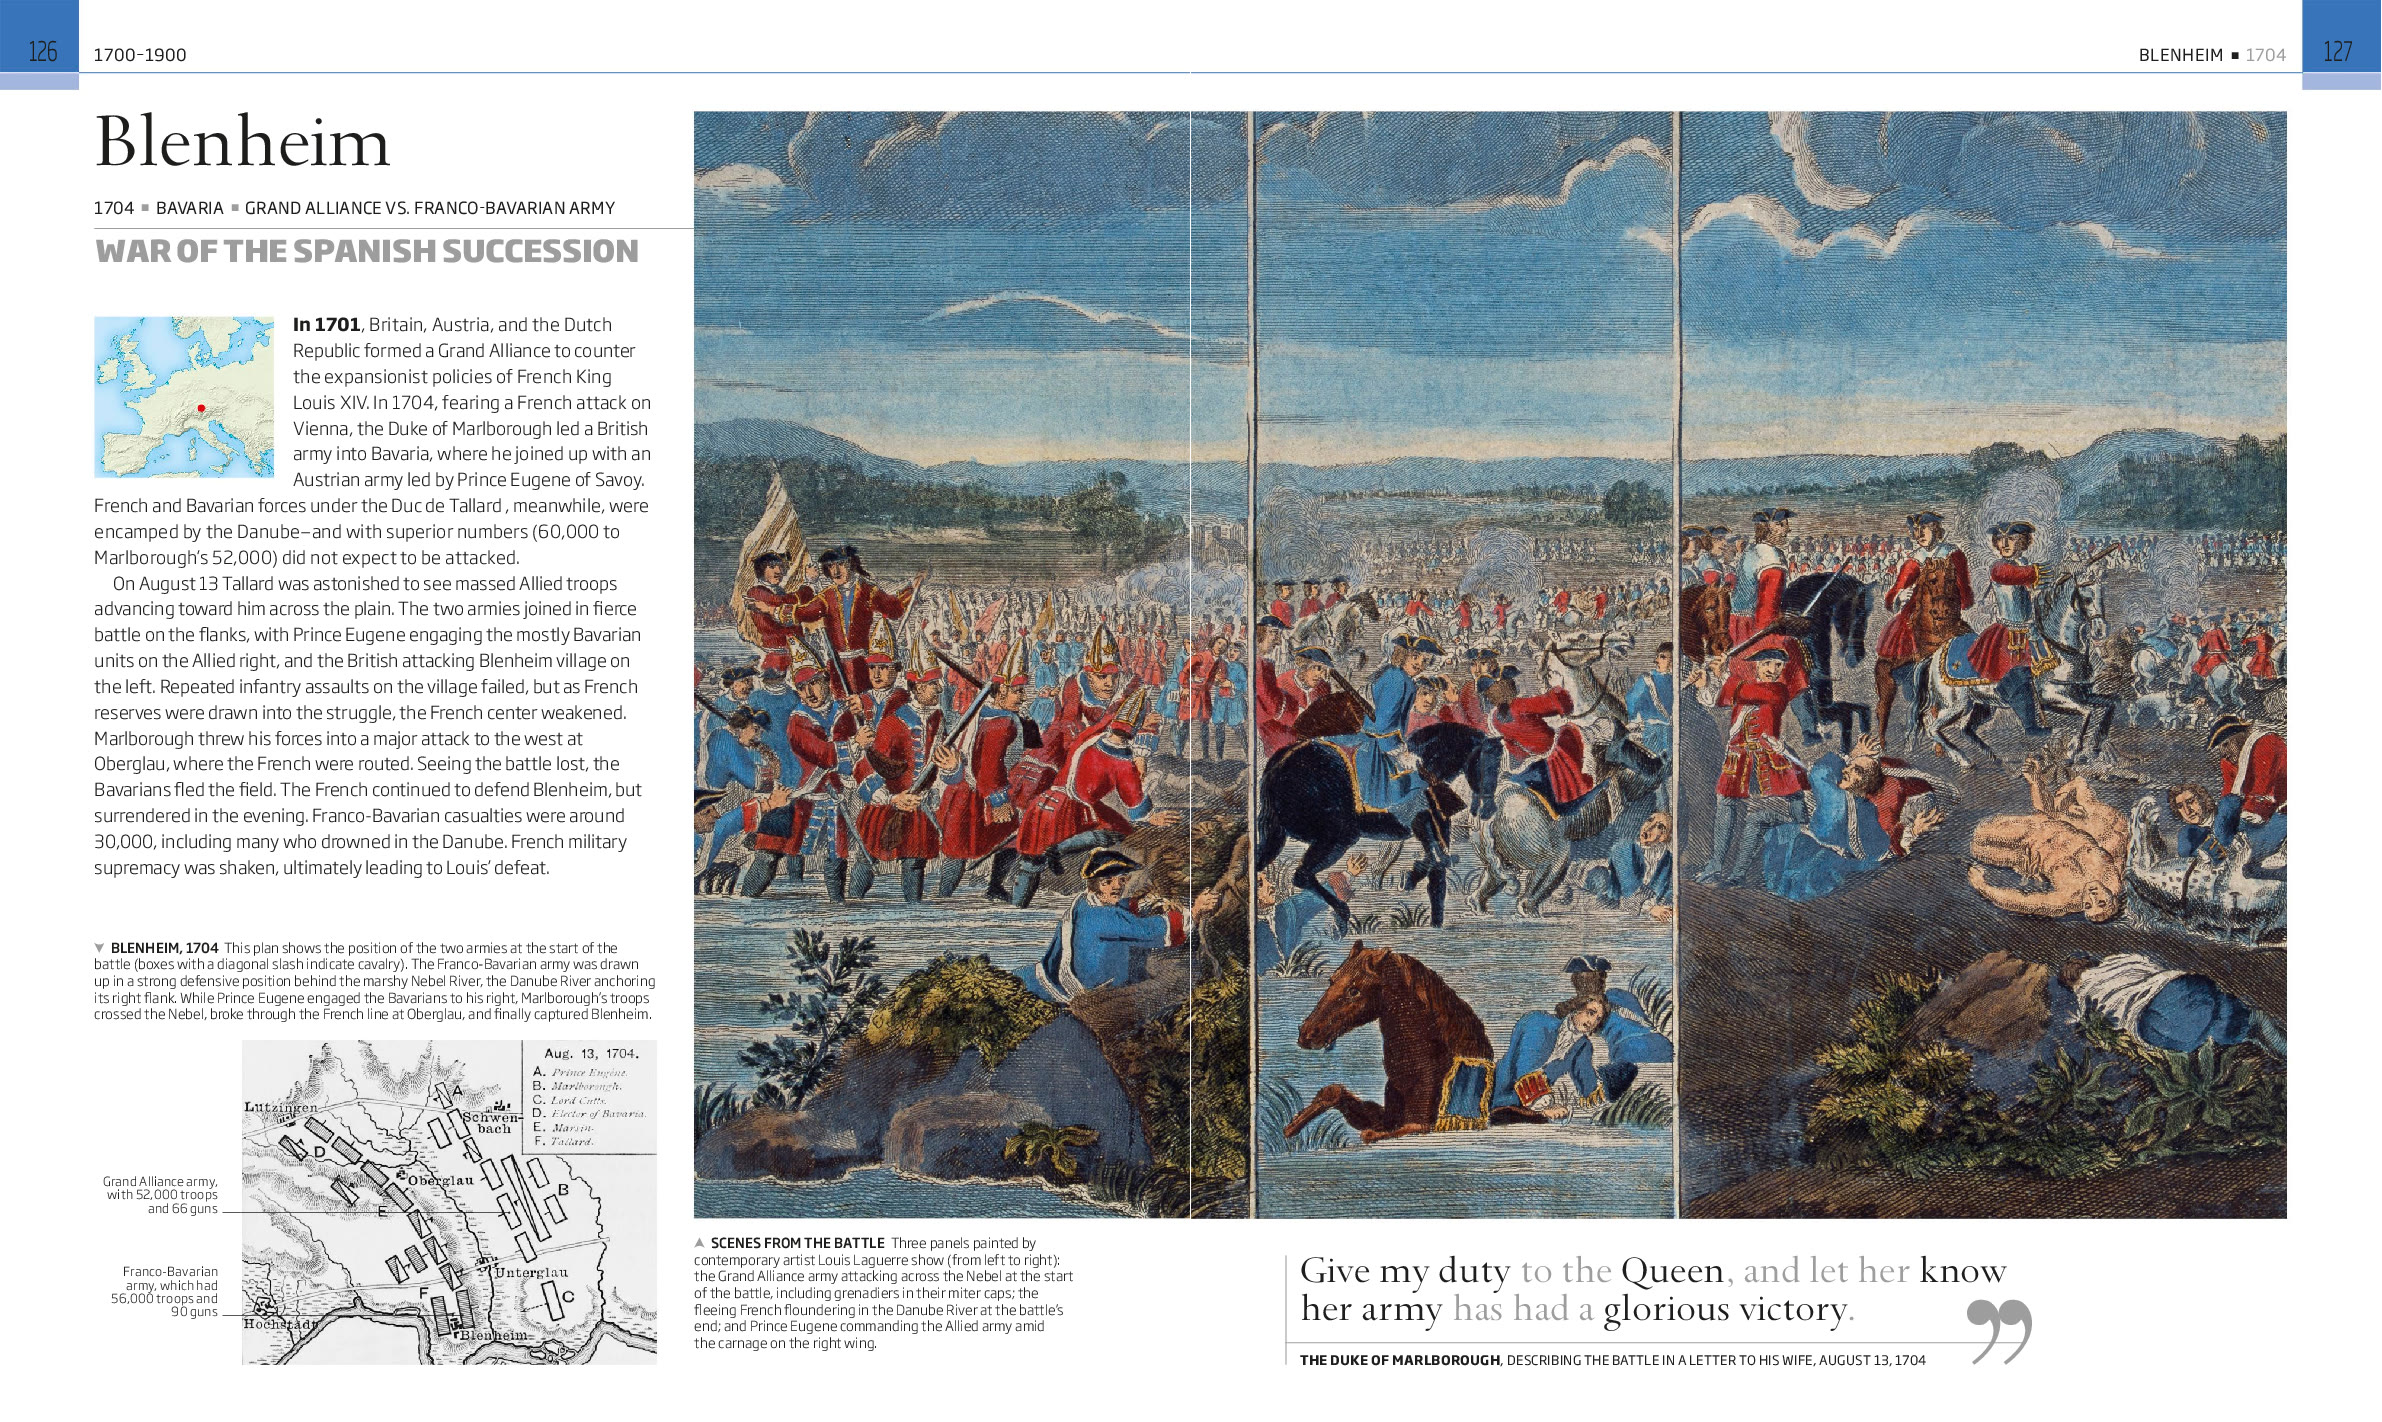 126
1700–1900
BLENHEIM ■ 1704
127
Blenheim
1704 ■ BAVARIA ■ GRAND ALLIANCE VS. FRANCO-BAVARIAN ARMY
WAR OF THE SPANISH SUCCESSION
In 1701, Britain, Austria, and the Dutch
Republic formed a Grand Alliance to counter
the expansionist policies of French King
Louis XIV. In 1704, fearing a French attack on
Vienna, the Duke of Marlborough led a British
army into Bavaria, where he joined up with an
Austrian army led by Prince Eugene of Savoy.
French and Bavarian forces under the Duc de Tallard , meanwhile, were
encamped by the Danube—and with superior numbers (60,000 to
Marlborough's 52,000) did not expect to be attacked.
On August 13 Tallard was astonished to see massed Allied troops
advancing toward him across the plain. The two armies joined in fierce
battle on the flanks, with Prince Eugene engaging the mostly Bavarian
units on the Allied right, and the British attacking Blenheim village on
the left. Repeated infantry assaults on the village failed, but as French
reserves were drawn into the struggle, the French center weakened.
Marlborough threw his forces into a major attack to the west at
Oberglau, where the French were routed. Seeing the battle lost, the
Bavarians fled the field. The French continued to defend Blenheim, but
surrendered in the evening. Franco-Bavarian casualties were around
30,000, including many who drowned in the Danube. French military
supremacy was shaken, ultimately leading to Louis' defeat.
▼ BLENHEIM, 1704 This plan shows the position of the two armies at the start of the
battle (boxes with a diagonal slash indicate cavalry). The Franco-Bavarian army was drawn
up in a strong defensive position behind the marshy Nebel River, the Danube River anchoring
its right flank. While Prince Eugene engaged the Bavarians to his right, Marlborough's troops
crossed the Nebel, broke through the French line at Oberglau, and finally captured Blenheim.
Aug. 13, 1704.
A. Prince Eugéne.
B. Marlborough.
C. Lord Cutts.
D. Elector of Bavaria.
E. Marsin.
F. Tallard.
A
Lutzingen
Schwen-
bach
D
Oberglau
B
E
Unterglau
F
C
Hochstadt
Blenheim
Grand Alliance army,
with 52,000 troops
and 66 guns
Franco-Bavarian
army, which had
56,000 troops and
90 guns
▲ SCENES FROM THE BATTLE Three panels painted by
contemporary artist Louis Laguerre show (from left to right):
the Grand Alliance army attacking across the Nebel at the start
of the battle, including grenadiers in their miter caps; the
fleeing French floundering in the Danube River at the battle's
end; and Prince Eugene commanding the Allied army amid
the carnage on the right wing.
Give my duty to the Queen, and let her know
her army has had a glorious victory.
”
THE DUKE OF MARLBOROUGH, DESCRIBING THE BATTLE IN A LETTER TO HIS WIFE, AUGUST 13, 1704